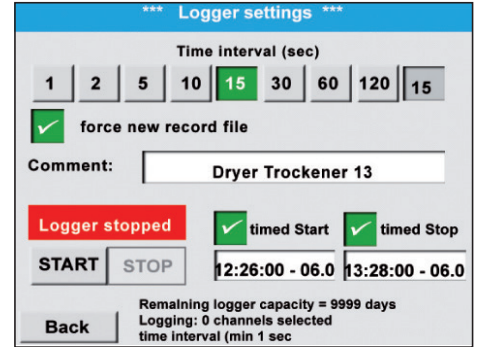 *** Logger settings ***
Time interval (sec)
1 2 5 10 15 30 60 120 15
force new record file
Comment: Dryer Trockener 13
Logger stopped timed Start timed Stop
START STOP 12:26:00 - 06.0 13:28:00 - 06.0
Remaining logger capacity = 9999 days
Back Logging: 0 channels selected
time interval (min 1 sec